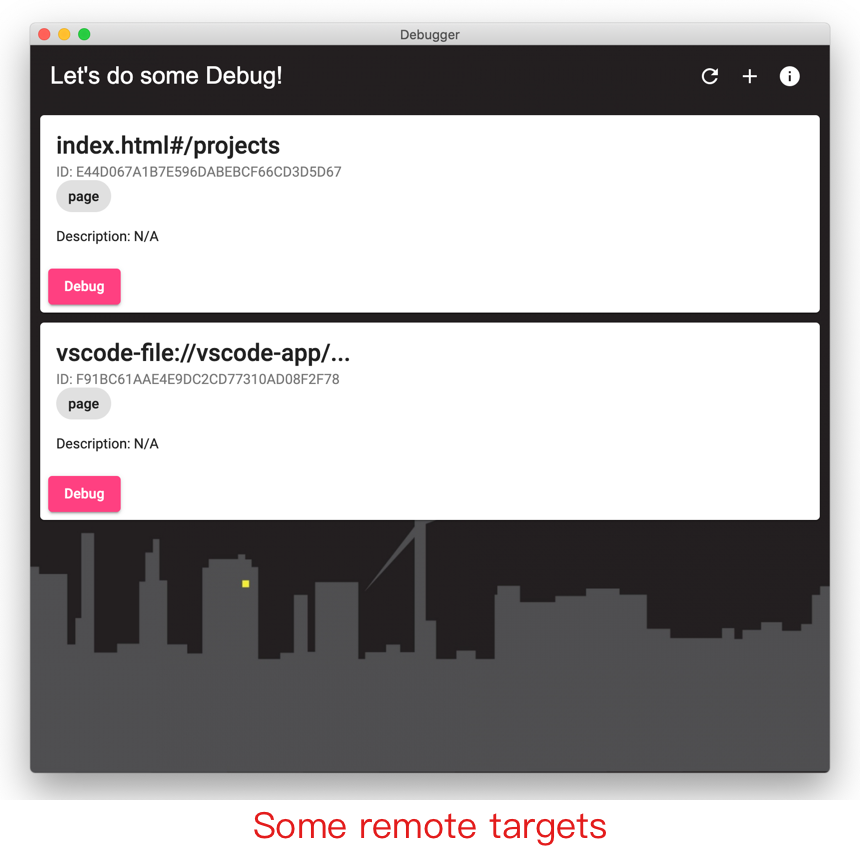 Debugger
Let's do some Debug!
index.html#/projects
ID: E44D067A1B7E596DABEBCF66CD3D5D67
page
Description: N/A
Debug
vscode-file://vscode-app/...
ID: F91BC61AAE4E9DC2CD77310AD08F2F78
page
Description: N/A
Debug
Some remote targets